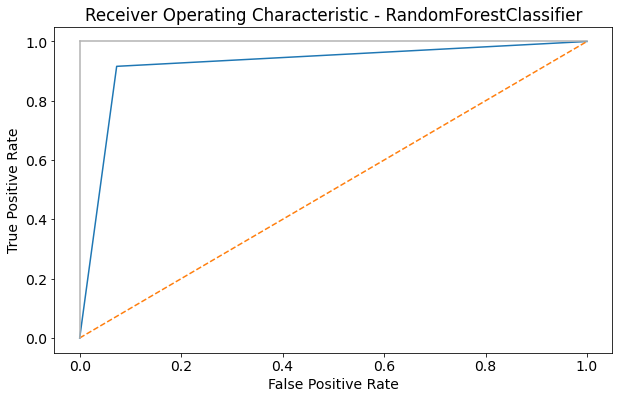 Receiver Operating Characteristic - RandomForestClassifier
True Positive Rate
1.0
0.8
0.6
0.4
0.2
0.0
0.0 0.2 0.4 0.6 0.8 1.0
False Positive Rate